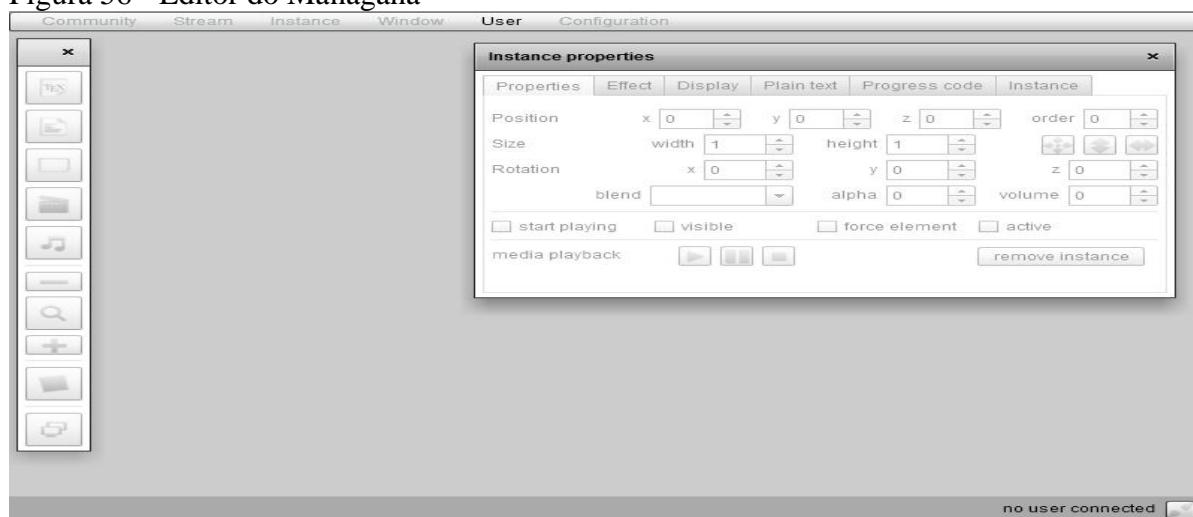 Figura 38 - Editor do Managana
Community Stream Instance Window User Configuration
Instance properties
Properties Effect Display Plain text Progress code Instance
Position x 0 y 0 z 0 order 0
Size width 1 height 1
Rotation x 0 y 0 z 0
blend alpha 0 volume 0
start playing visible force element active
media playback remove instance
no user connected